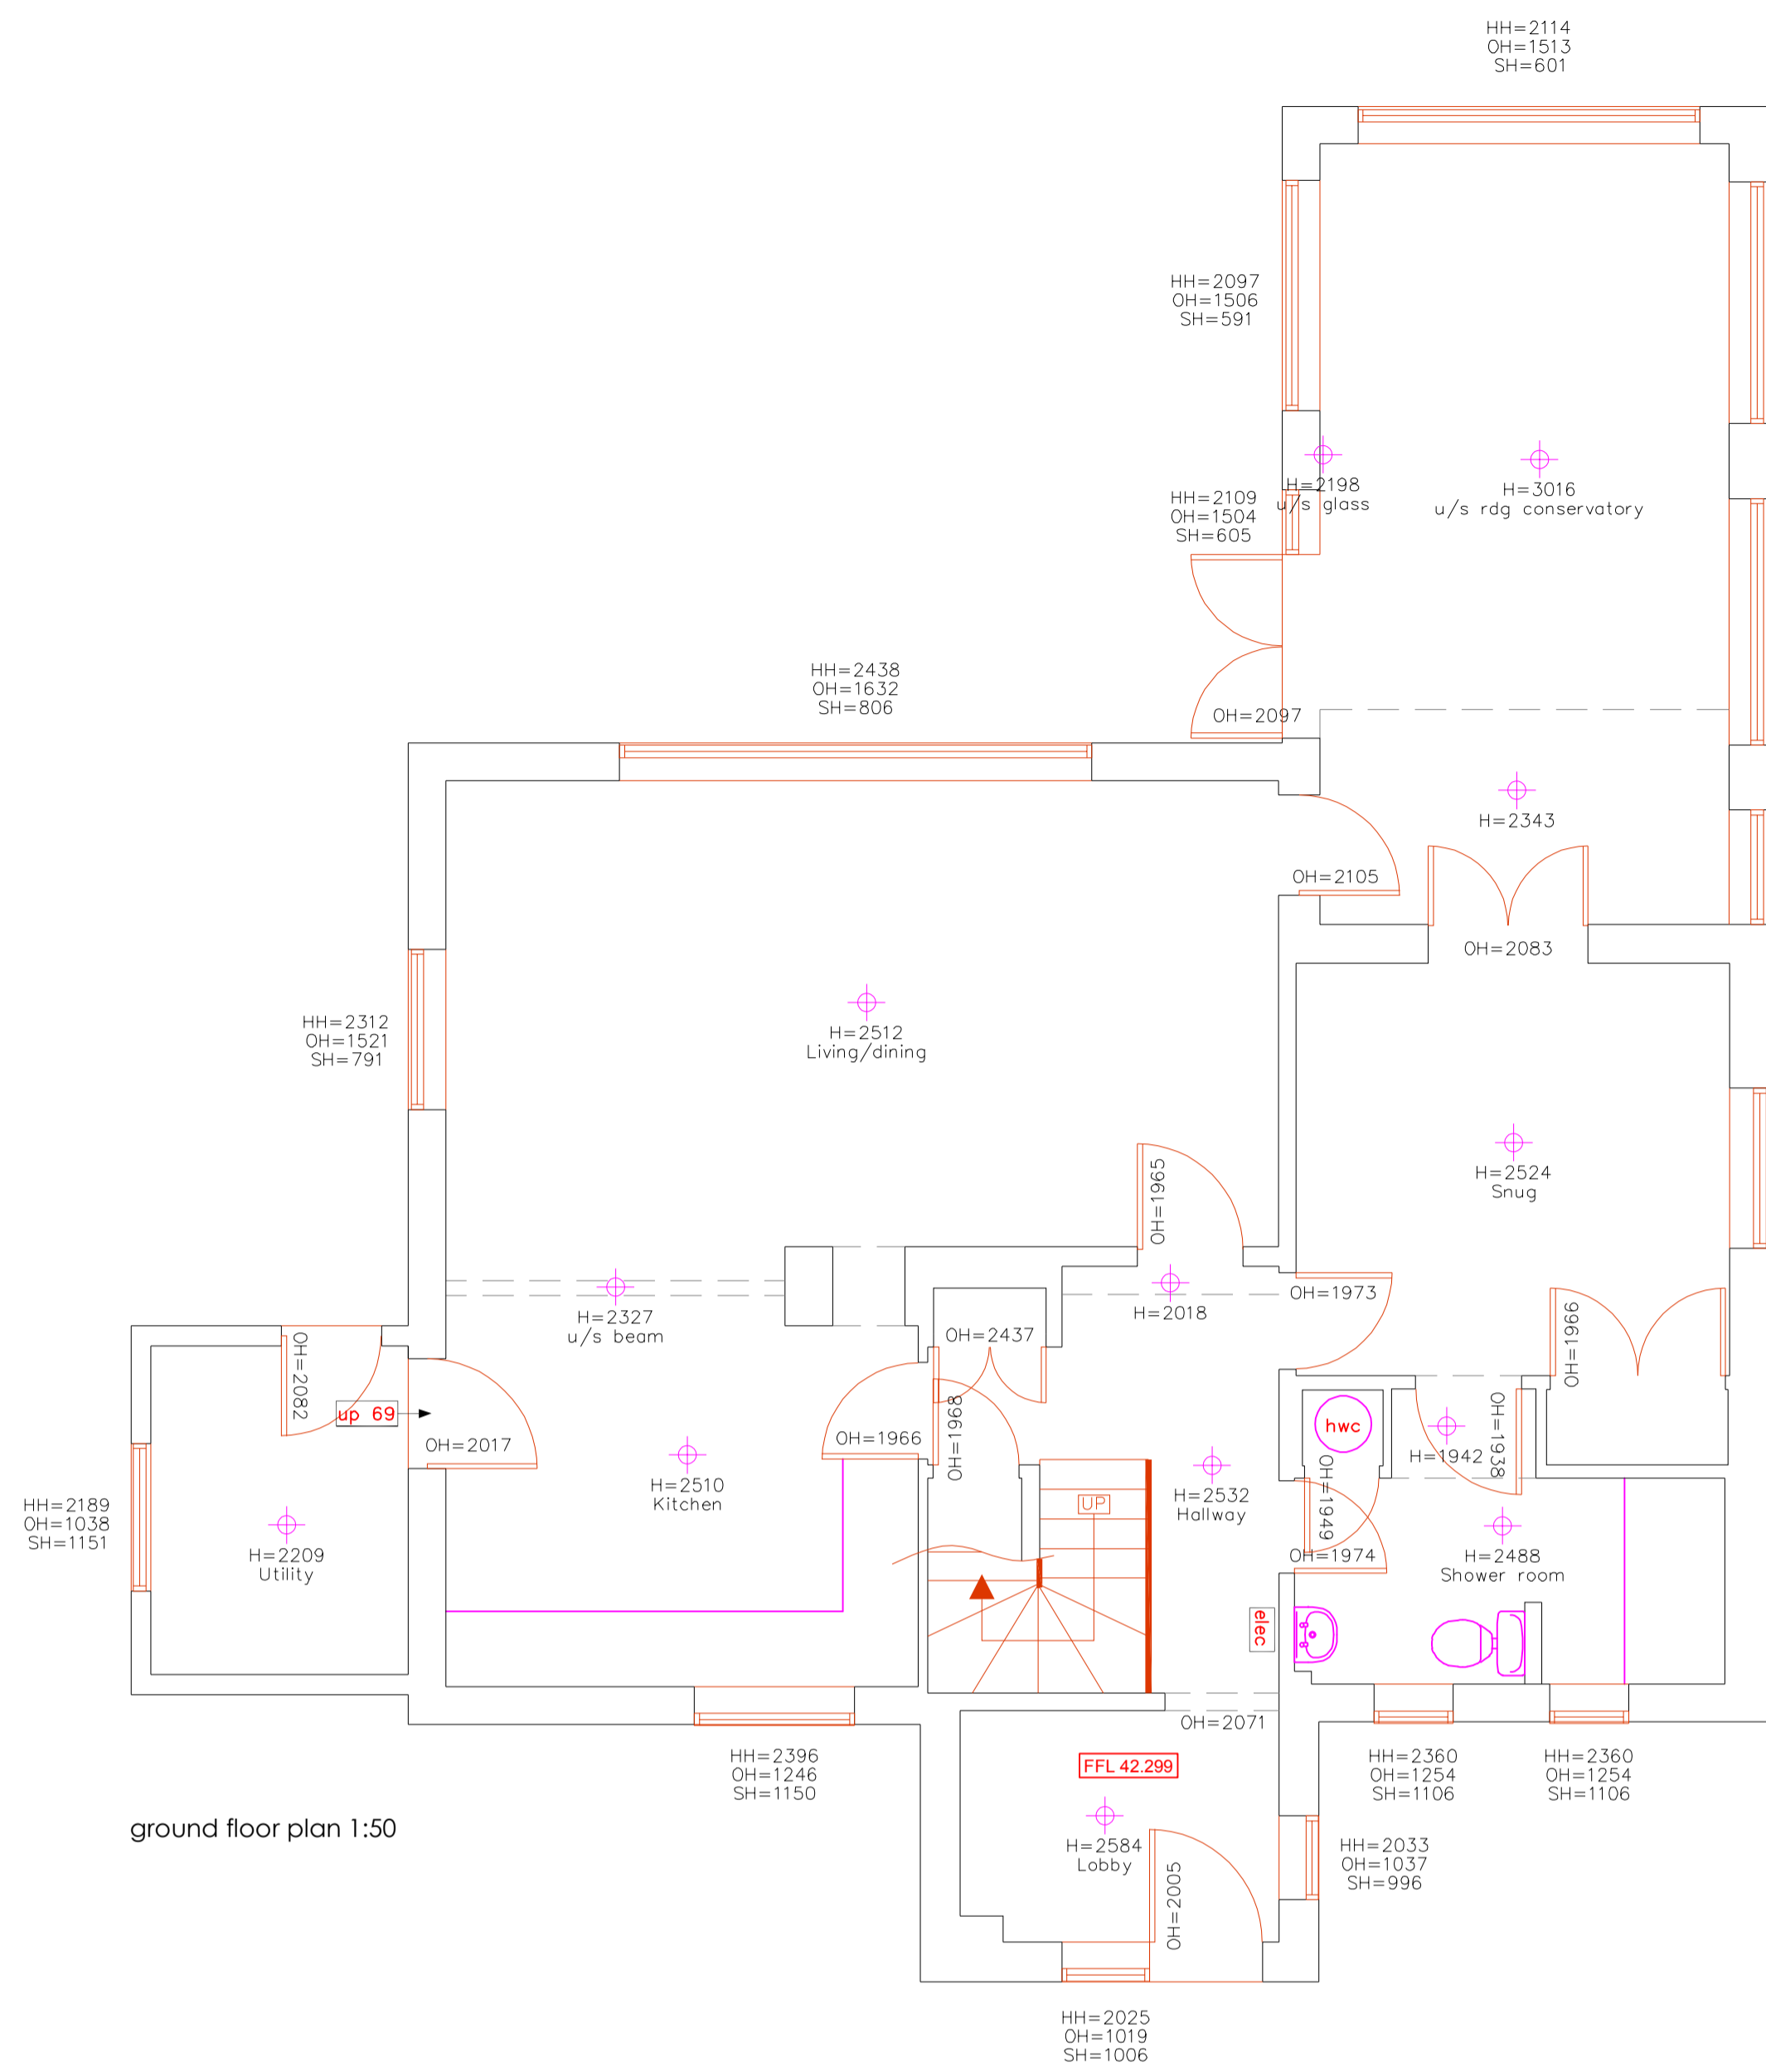 HH=2114
OH=1513
SH=601
HH=2097
OH=1506
SH=591
H=2198
u/s glass
H=3016
u/s rdg conservatory
HH=2109
OH=1504
SH=605
HH=2438
OH=1632
SH=806
OH=2097
H=2343
OH=2105
OH=2083
HH=2312
OH=1521
SH=791
H=2512
Living/dining
OH=1965
H=2524
Snug
H=2018
OH=1973
H=2327
u/s beam
OH=2437
OH=1966
OH=2082
up 69
OH=2017
OH=1966
OH=1968
hwc
H=1942
OH=1938
H=2510
Kitchen
UP
H=2532
Hallway
OH=1949
OH=1974
H=2488
Shower room
HH=2189
OH=1038
SH=1151
H=2209
Utility
elec
OH=2071
FFL 42.299
HH=2396
OH=1246
SH=1150
HH=2360
OH=1254
SH=1106
HH=2360
OH=1254
SH=1106
ground floor plan 1:50
H=2584
Lobby
OH=2005
HH=2033
OH=1037
SH=996
HH=2025
OH=1019
SH=1006